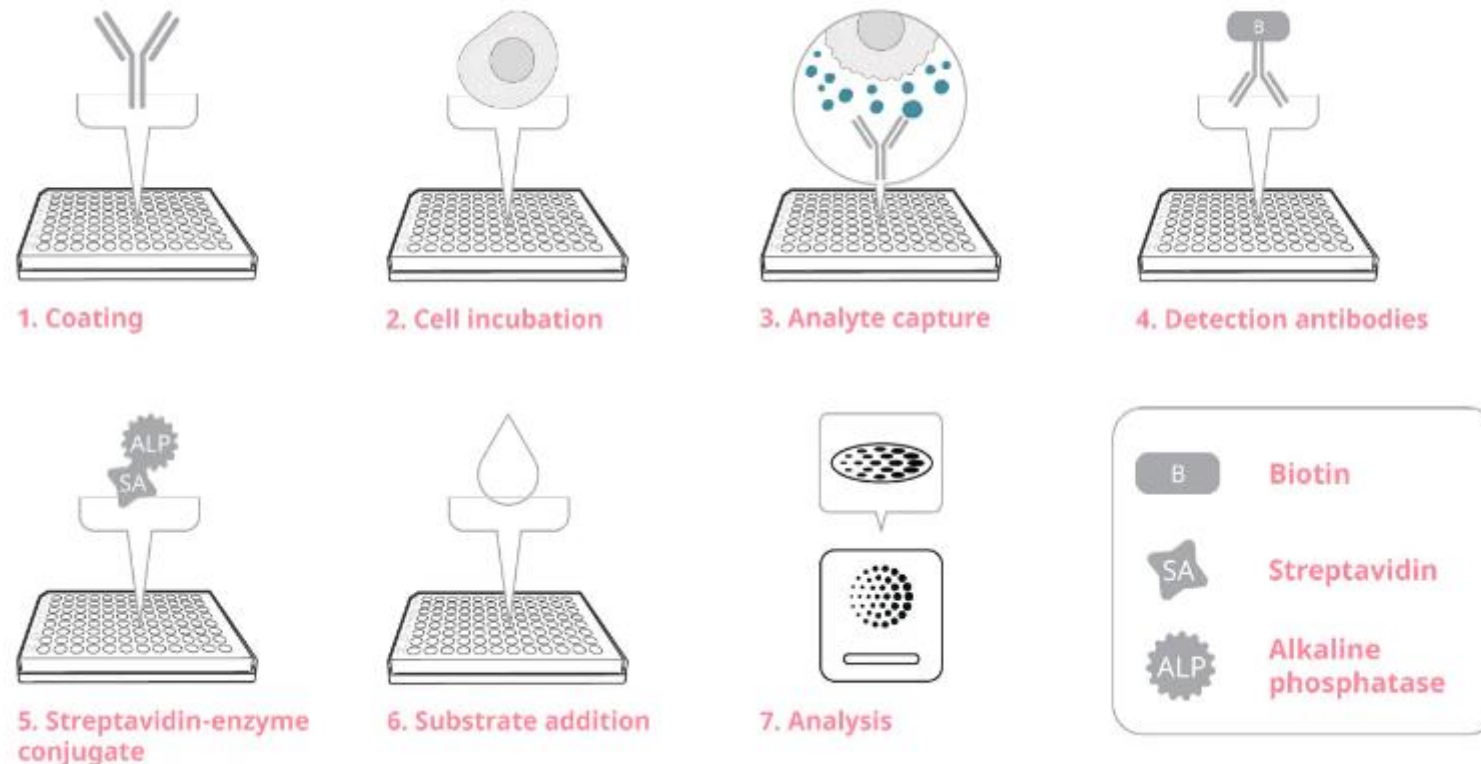 B
1. Coating
2. Cell incubation
3. Analyte capture
4. Detection antibodies
ALP
SA
5. Streptavidin-enzyme
conjugate
6. Substrate addition
7. Analysis
B
Biotin
SA
Streptavidin
ALP
Alkaline
phosphatase